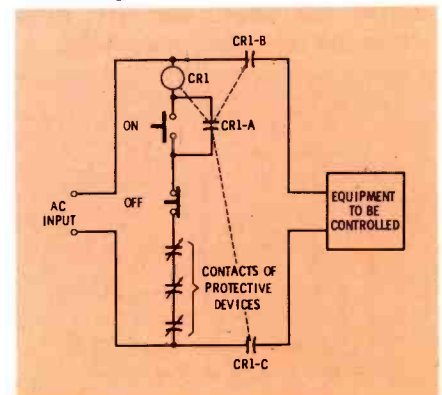 CR1-B
CR1
ON
CR1-A
AC
INPUT
OFF
EQUIPMENT
TO BE
CONTROLLED
CONTACTS OF
PROTECTIVE
DEVICES
CR1-C